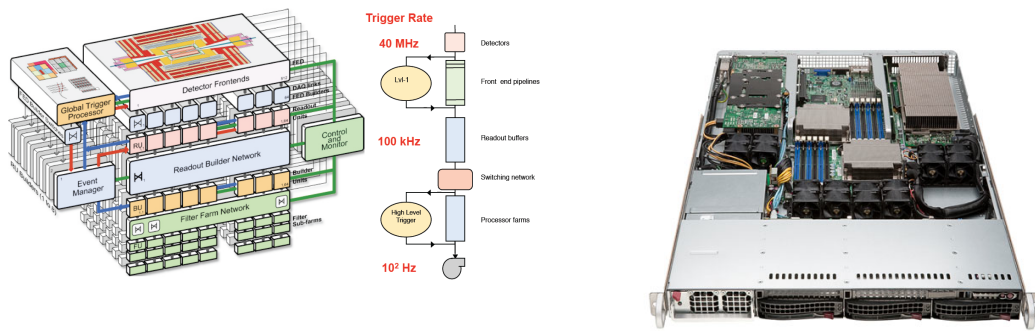 Detector Frontends
Global Trigger
Processor
FED
DAQ links
FED Builders
Readout
Units
RU
Control
and
Monitor
Event
Manager
Readout Builder Network
Builder
Units
BU
Filter Farm Network
Filter
Sub-farms
Trigger Rate
40 MHz
Detectors
Lvl-1
Front end pipelines
100 kHz
Readout buffers
Switching network
High Level
Trigger
Processor farms
10² Hz